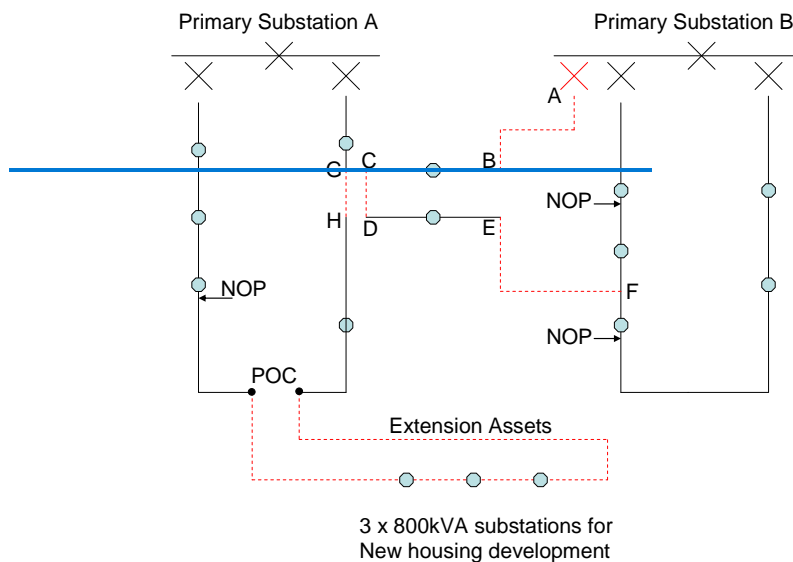 Primary Substation A
Primary Substation B
A
G
C
B
NOP
H
D
E
NOP
F
NOP
POC
Extension Assets
3 x 800kVA substations for
New housing development